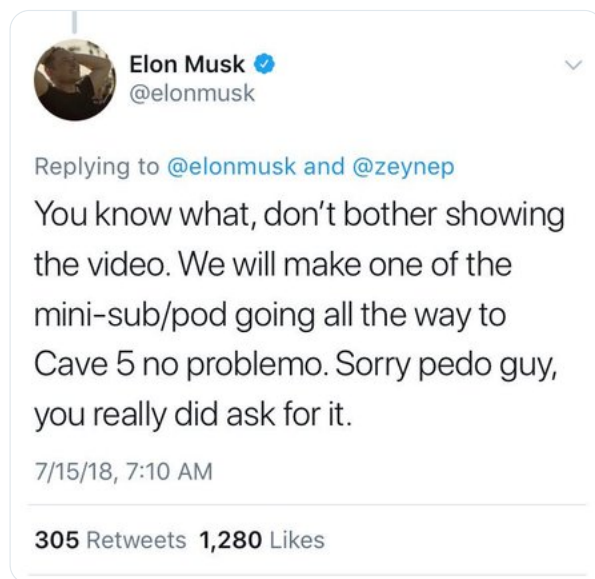 Elon Musk
@elonmusk
Replying to @elonmusk and @zeynep
You know what, don't bother showing
the video. We will make one of the
mini-sub/pod going all the way to
Cave 5 no problemo. Sorry pedo guy,
you really did ask for it.
7/15/18, 7:10 AM
305 Retweets 1,280 Likes